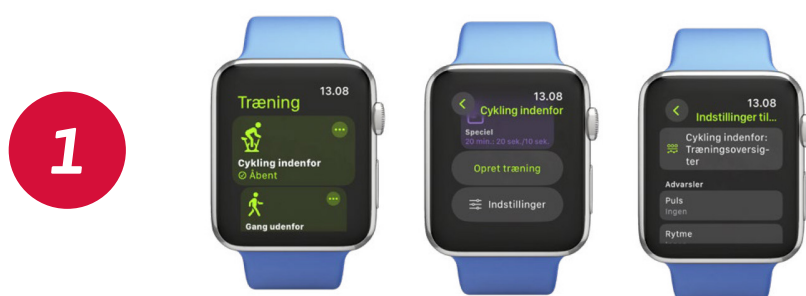 1
13.08
Træning
Cykling indenfor
Åbent
Gang udenfor
13.08
Cykling indenfor
Speciel
20 min.: 20 sek./10 sek.
Opret træning
Indstillinger
13.08
Indstillinger til...
Cykling indenfor:
Træningsoversig-
ter
Advarsler
Puls
Ingen
Rytme